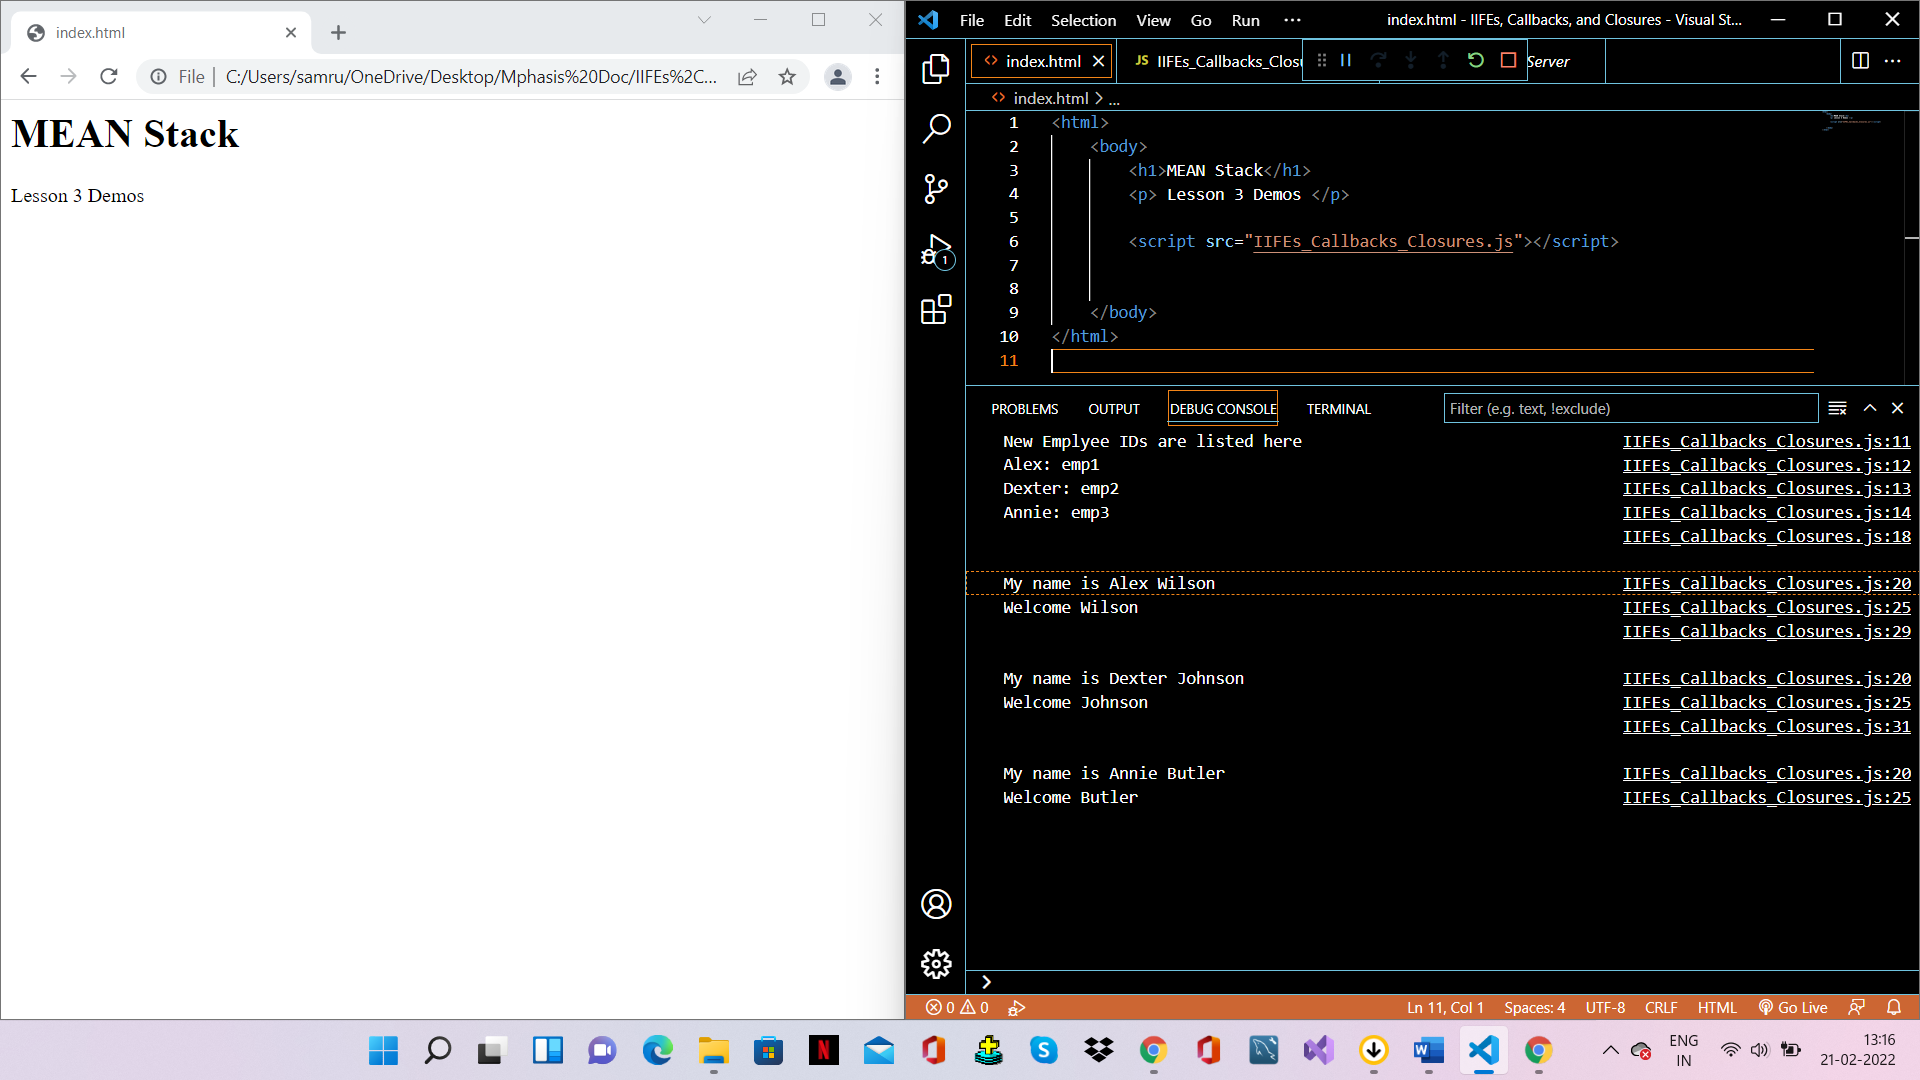 index.html
File
C:/Users/samru/OneDrive/Desktop/Mphasis%20Doc/IIFEs%2C...
MEAN Stack
Lesson 3 Demos
File Edit Selection View Go Run ...
index.html - IIFEs, Callbacks, and Closures - Visual St...
index.html
JS IIFEs_Callbacks_Closu
Server
index.html > ...
1 <html>
2 <body>
3 <h1>MEAN Stack</h1>
4 <p> Lesson 3 Demos </p>
5
6 <script src="IIFEs_Callbacks_Closures.js"></script>
7
8
9 </body>
10 </html>
11
1
PROBLEMS OUTPUT DEBUG CONSOLE TERMINAL
Filter (e.g. text, !exclude)
New Emplyee IDs are listed here IIFEs_Callbacks_Closures.js:11
Alex: emp1 IIFEs_Callbacks_Closures.js:12
Dexter: emp2 IIFEs_Callbacks_Closures.js:13
Annie: emp3 IIFEs_Callbacks_Closures.js:14
IIFEs_Callbacks_Closures.js:18
My name is Alex Wilson IIFEs_Callbacks_Closures.js:20
Welcome Wilson IIFEs_Callbacks_Closures.js:25
IIFEs_Callbacks_Closures.js:29
My name is Dexter Johnson IIFEs_Callbacks_Closures.js:20
Welcome Johnson IIFEs_Callbacks_Closures.js:25
IIFEs_Callbacks_Closures.js:31
My name is Annie Butler IIFEs_Callbacks_Closures.js:20
Welcome Butler IIFEs_Callbacks_Closures.js:25
0 0
Ln 11, Col 1 Spaces: 4 UTF-8 CRLF HTML Go Live
ENG
IN
13:16
21-02-2022